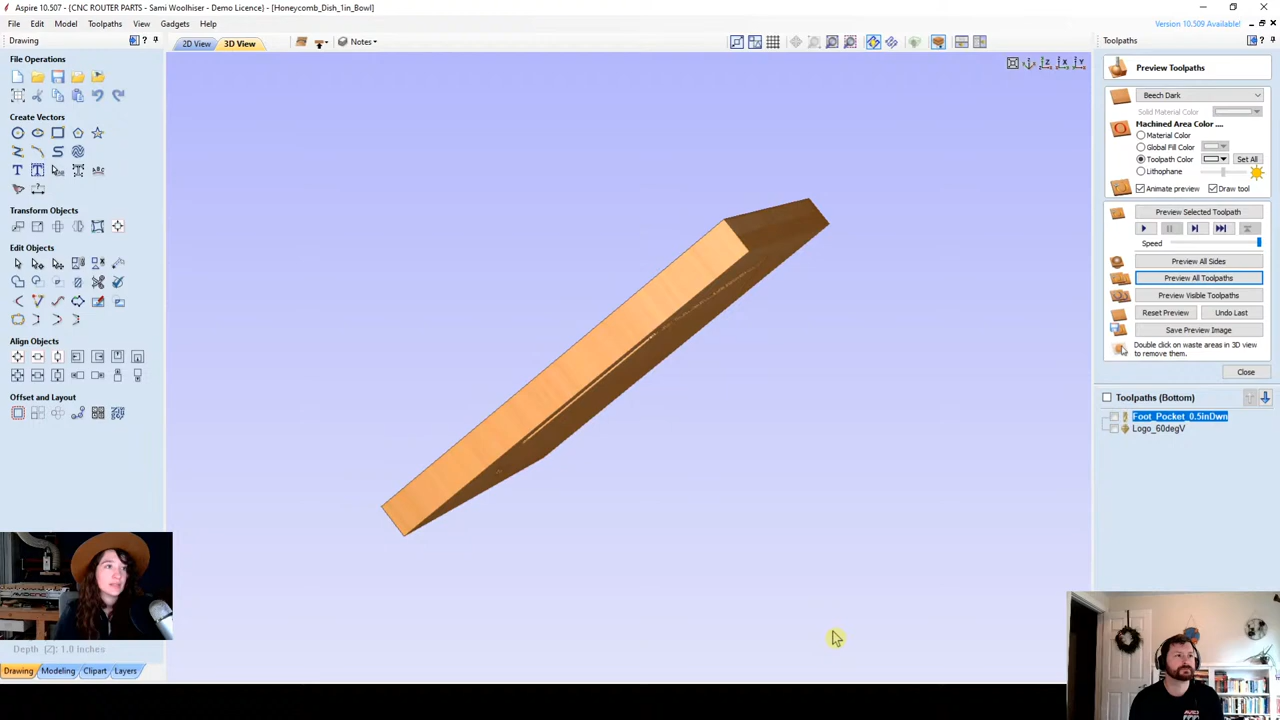 Aspire 10.507 - {CNC ROUTER PARTS - Sami Woolhiser - Demo Licence} - [Honeycomb_Dish_1in_Bowl]
File Edit Model Toolpaths View Gadgets Help
Version 10.509 Available!
Drawing
2D View 3D View Notes
Toolpaths
File Operations
Create Vectors
Transform Objects
Edit Objects
Align Objects
Offset and Layout
Depth (Z): 1.0 inches
Drawing Modeling Clipart Layers
Preview Toolpaths
Beech Dark
Solid Material Color
Machined Area Color ....
Material Color
Global Fill Color
Toolpath Color Set All
Lithophane
Animate preview Draw tool
Preview Selected Toolpath
Speed
Preview All Sides
Preview All Toolpaths
Preview Visible Toolpaths
Reset Preview Undo Last
Save Preview Image
Double click on waste areas in 3D view
to remove them.
Close
Toolpaths (Bottom)
Foot_Pocket_0.5inDwn
Logo_60degV